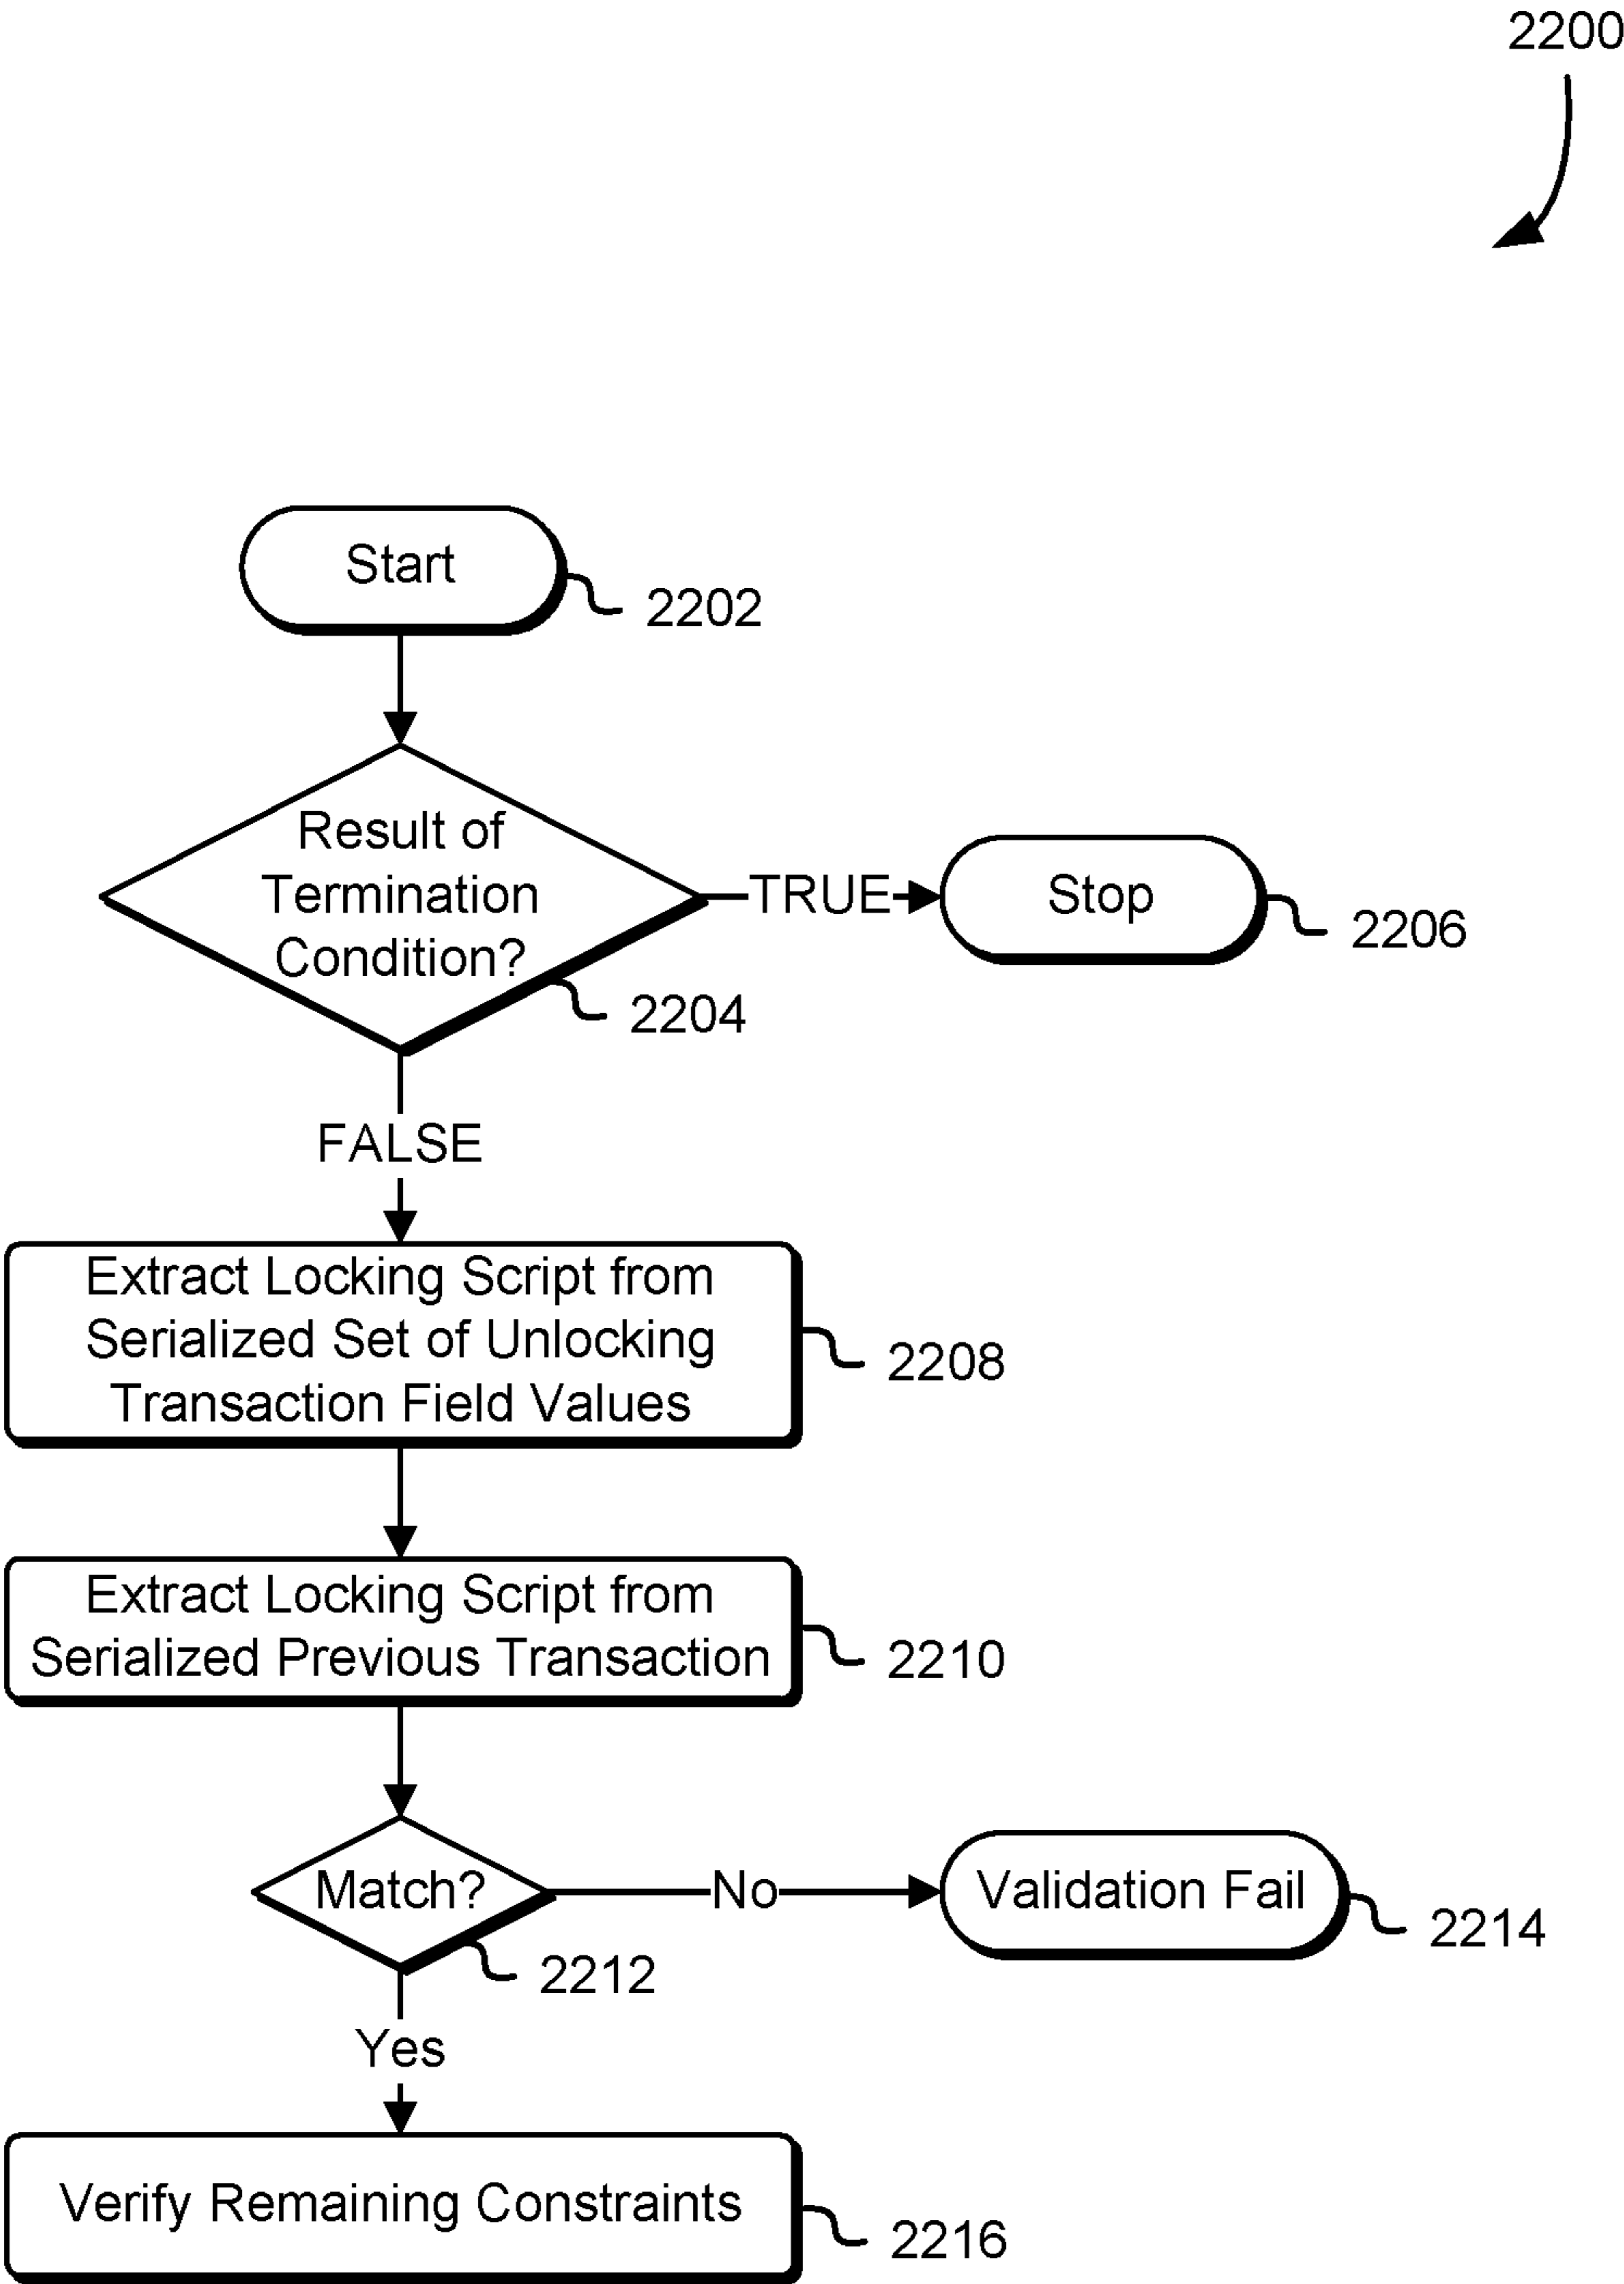 2200
Start
2202
Result of
Termination
Condition?
TRUE
Stop
2206
2204
FALSE
Extract Locking Script from
Serialized Set of Unlocking
Transaction Field Values
2208
Extract Locking Script from
Serialized Previous Transaction
2210
Match?
No
Validation Fail
2214
2212
Yes
Verify Remaining Constraints
2216